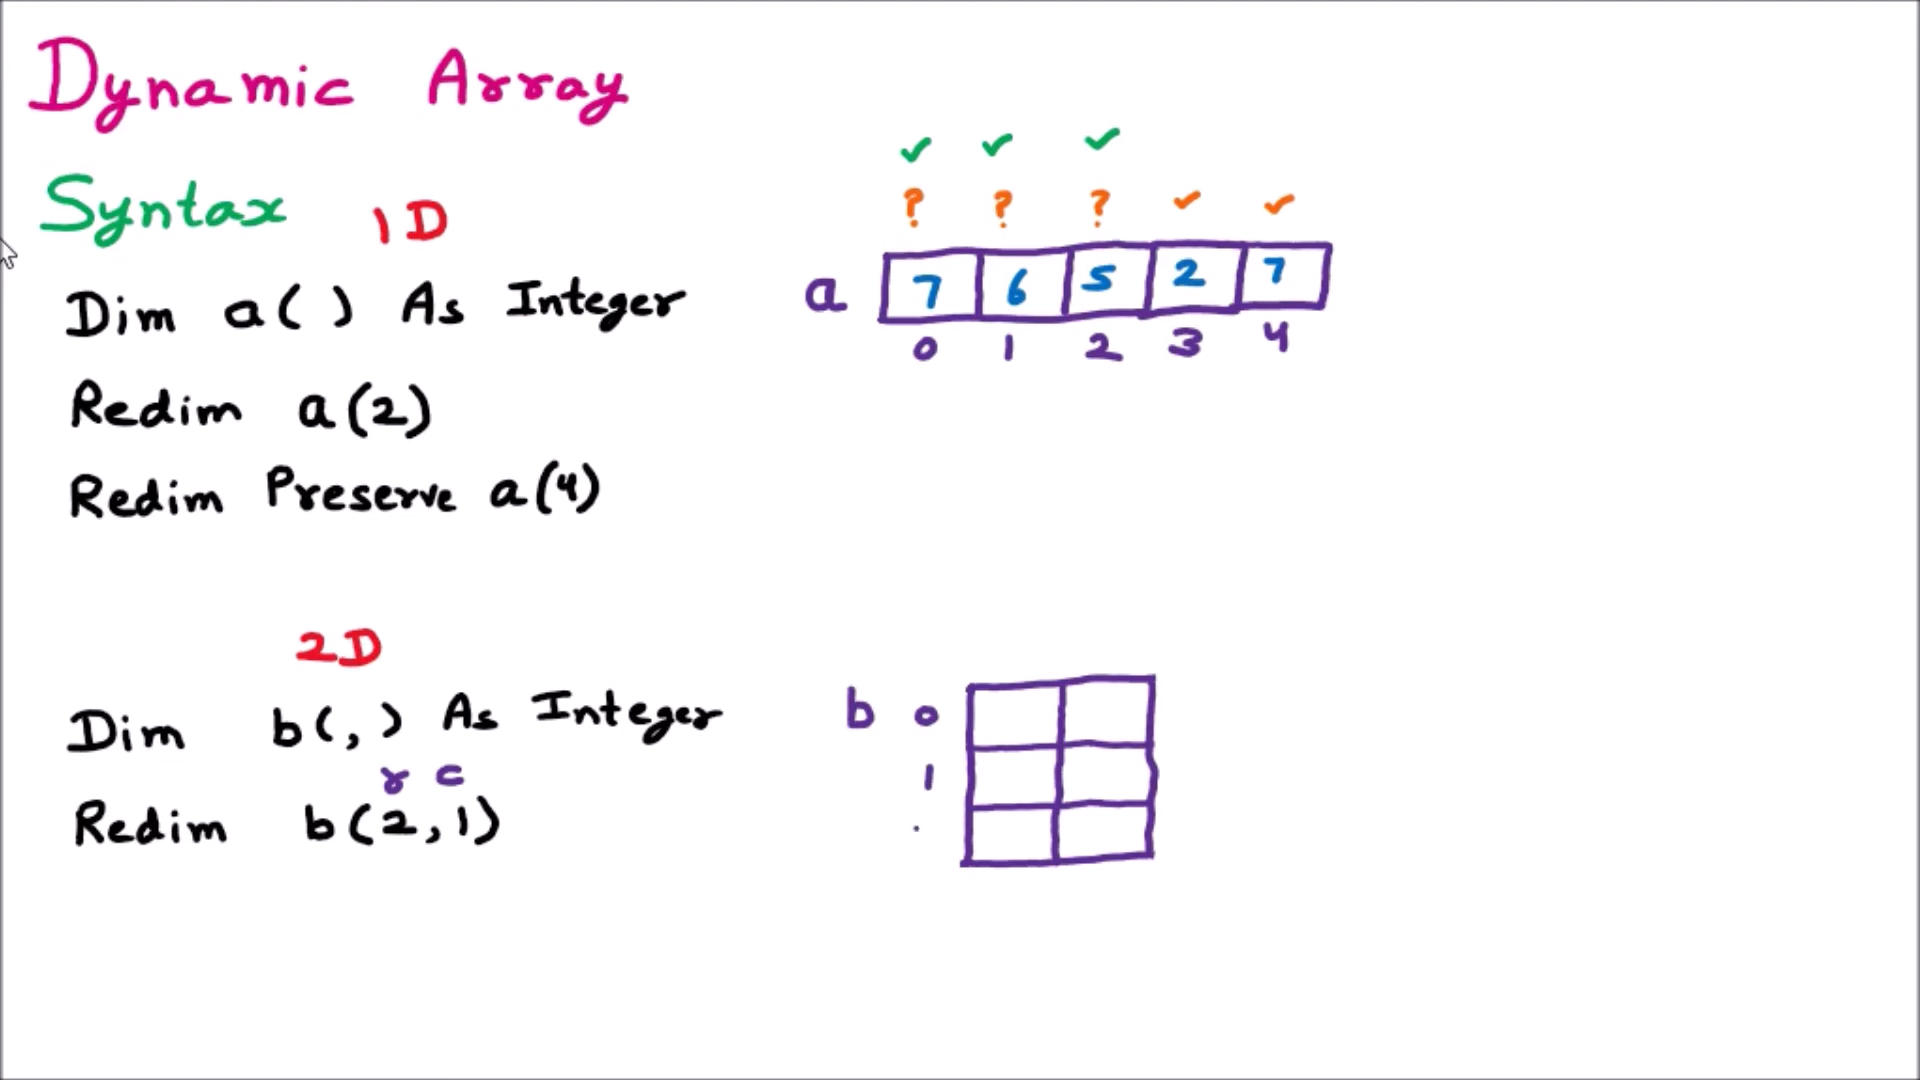 Dynamic Array
Syntax 1D
Dim a( ) As Integer
Redim a(2)
Redim Preserve a(4)
✓ ✓ ✓
? ? ? ✓ ✓
a 7 6 5 2 7
0 1 2 3 4
2D
Dim b(, ) As Integer
r c
Redim b(2,1)
b 0
1